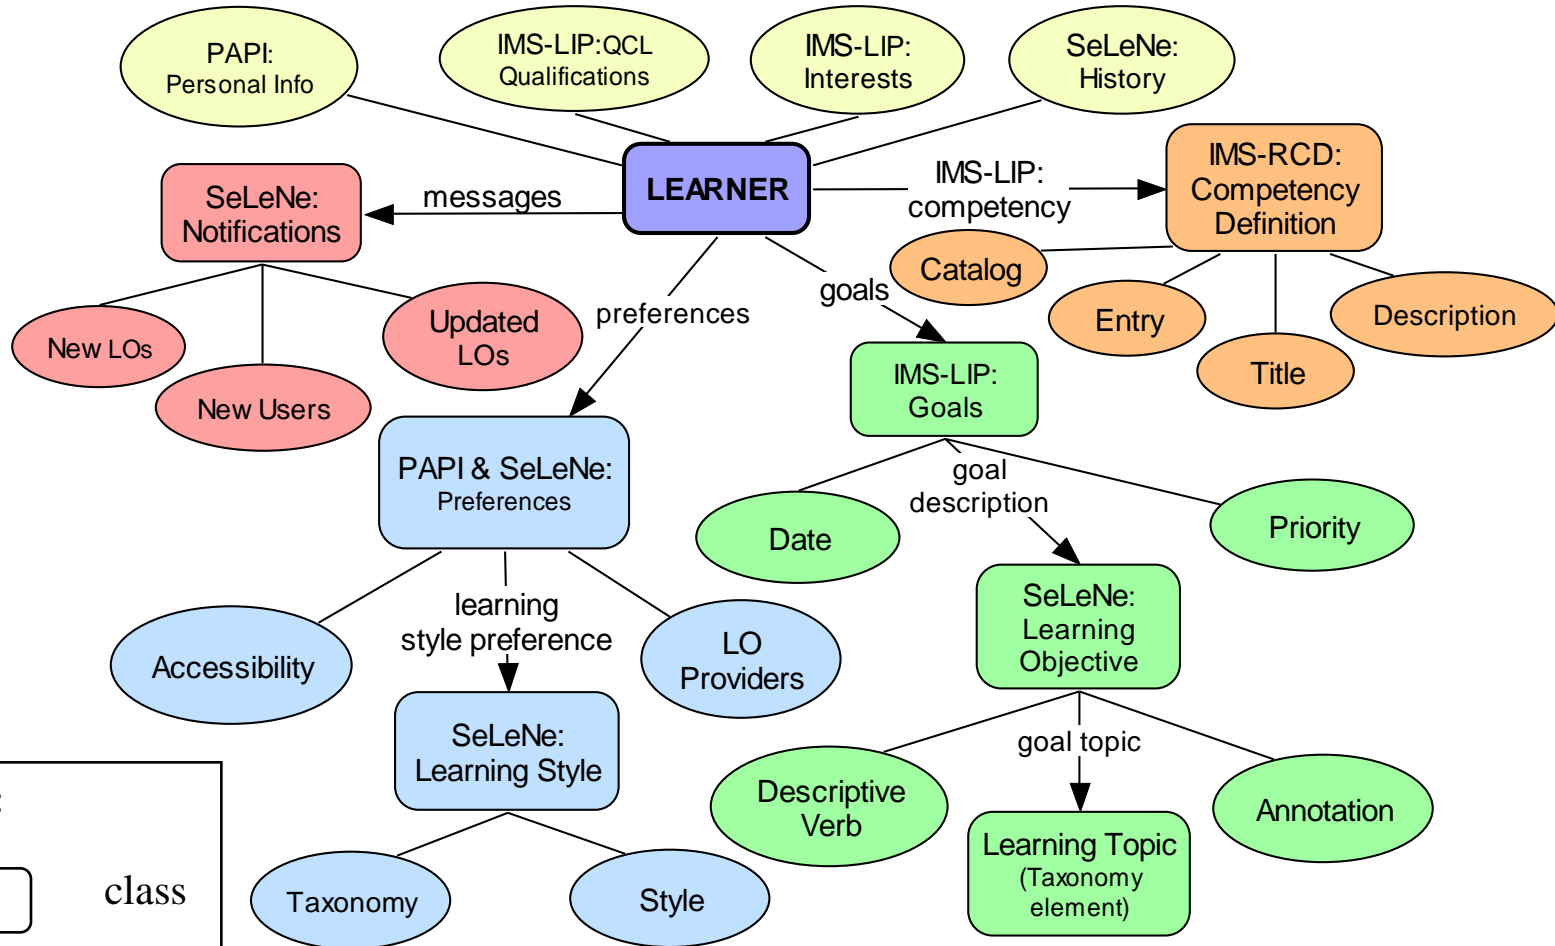 PAPI:
Personal Info
IMS-LIP:QCL
Qualifications
IMS-LIP:
Interests
SeLeNe:
History
LEARNER
messages
SeLeNe:
Notifications
IMS-LIP:
competency
IMS-RCD:
Competency
Definition
Catalog
Entry
Title
Description
New LOs
New Users
Updated
LOs
preferences
goals
PAPI & SeLeNe:
Preferences
IMS-LIP:
Goals
goal
description
Date
Priority
Accessibility
learning
style preference
LO
Providers
SeLeNe:
Learning
Objective
SeLeNe:
Learning Style
goal topic
Descriptive
Verb
Annotation
Learning Topic
(Taxonomy
element)
Taxonomy
Style
class